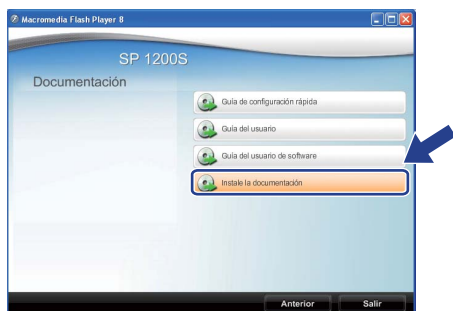 Macromedia Flash Player 8
SP 1200S
Documentación
Guía de configuración rápida
Guía del usuario
Guía del usuario de software
Instale la documentación
Anterior
Salir